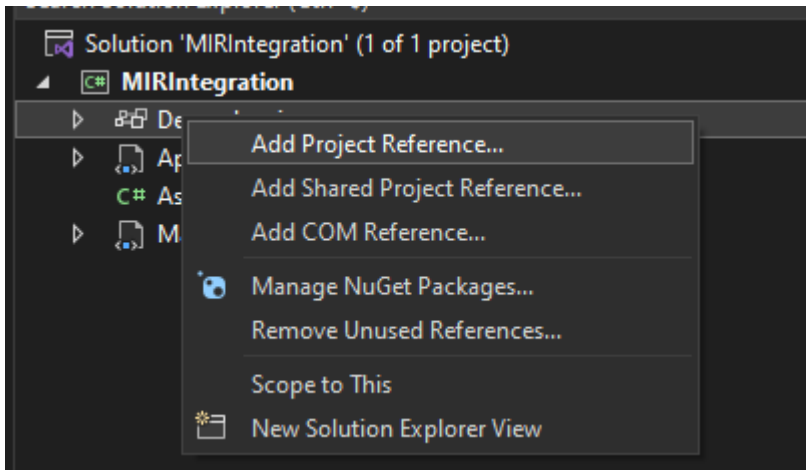 Solution 'MIRIntegration' (1 of 1 project)
C# MIRIntegration
Add Project Reference...
Add Shared Project Reference...
C# As
Add COM Reference...
Manage NuGet Packages...
Remove Unused References...
Scope to This
New Solution Explorer View